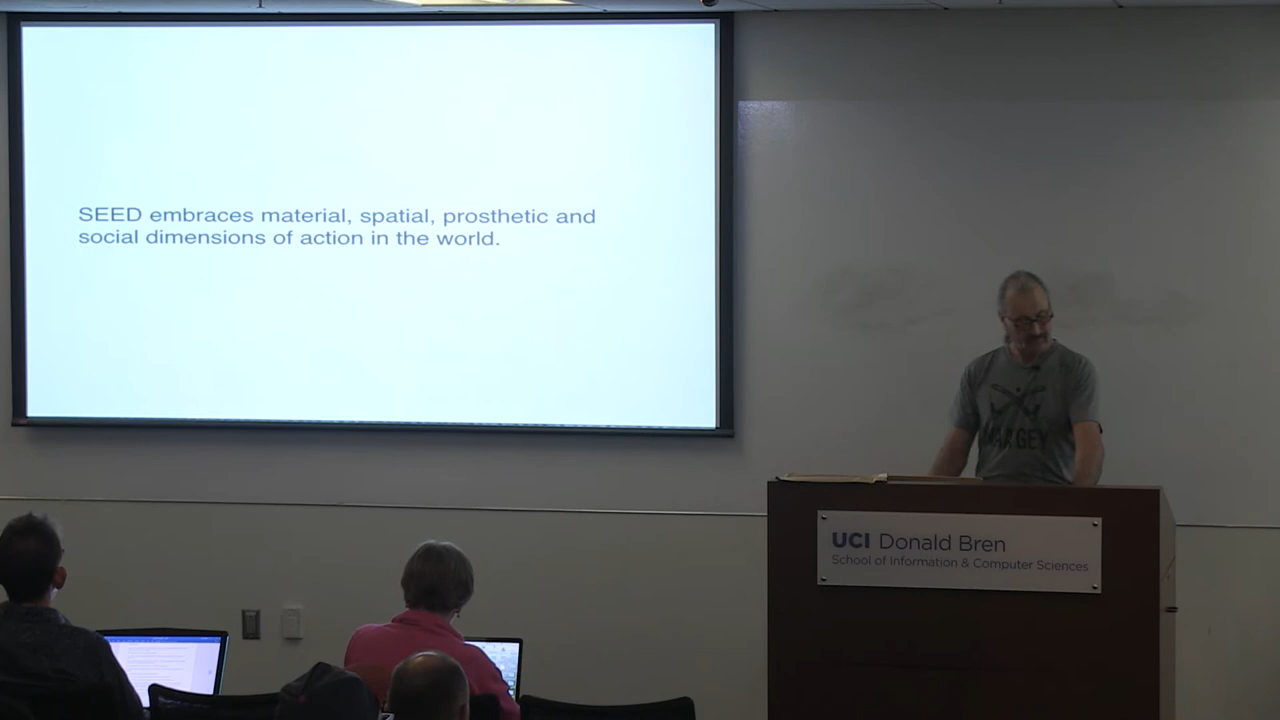 SEED embraces material, spatial, prosthetic and
social dimensions of action in the world.
UCI Donald Bren
School of Information & Computer Sciences